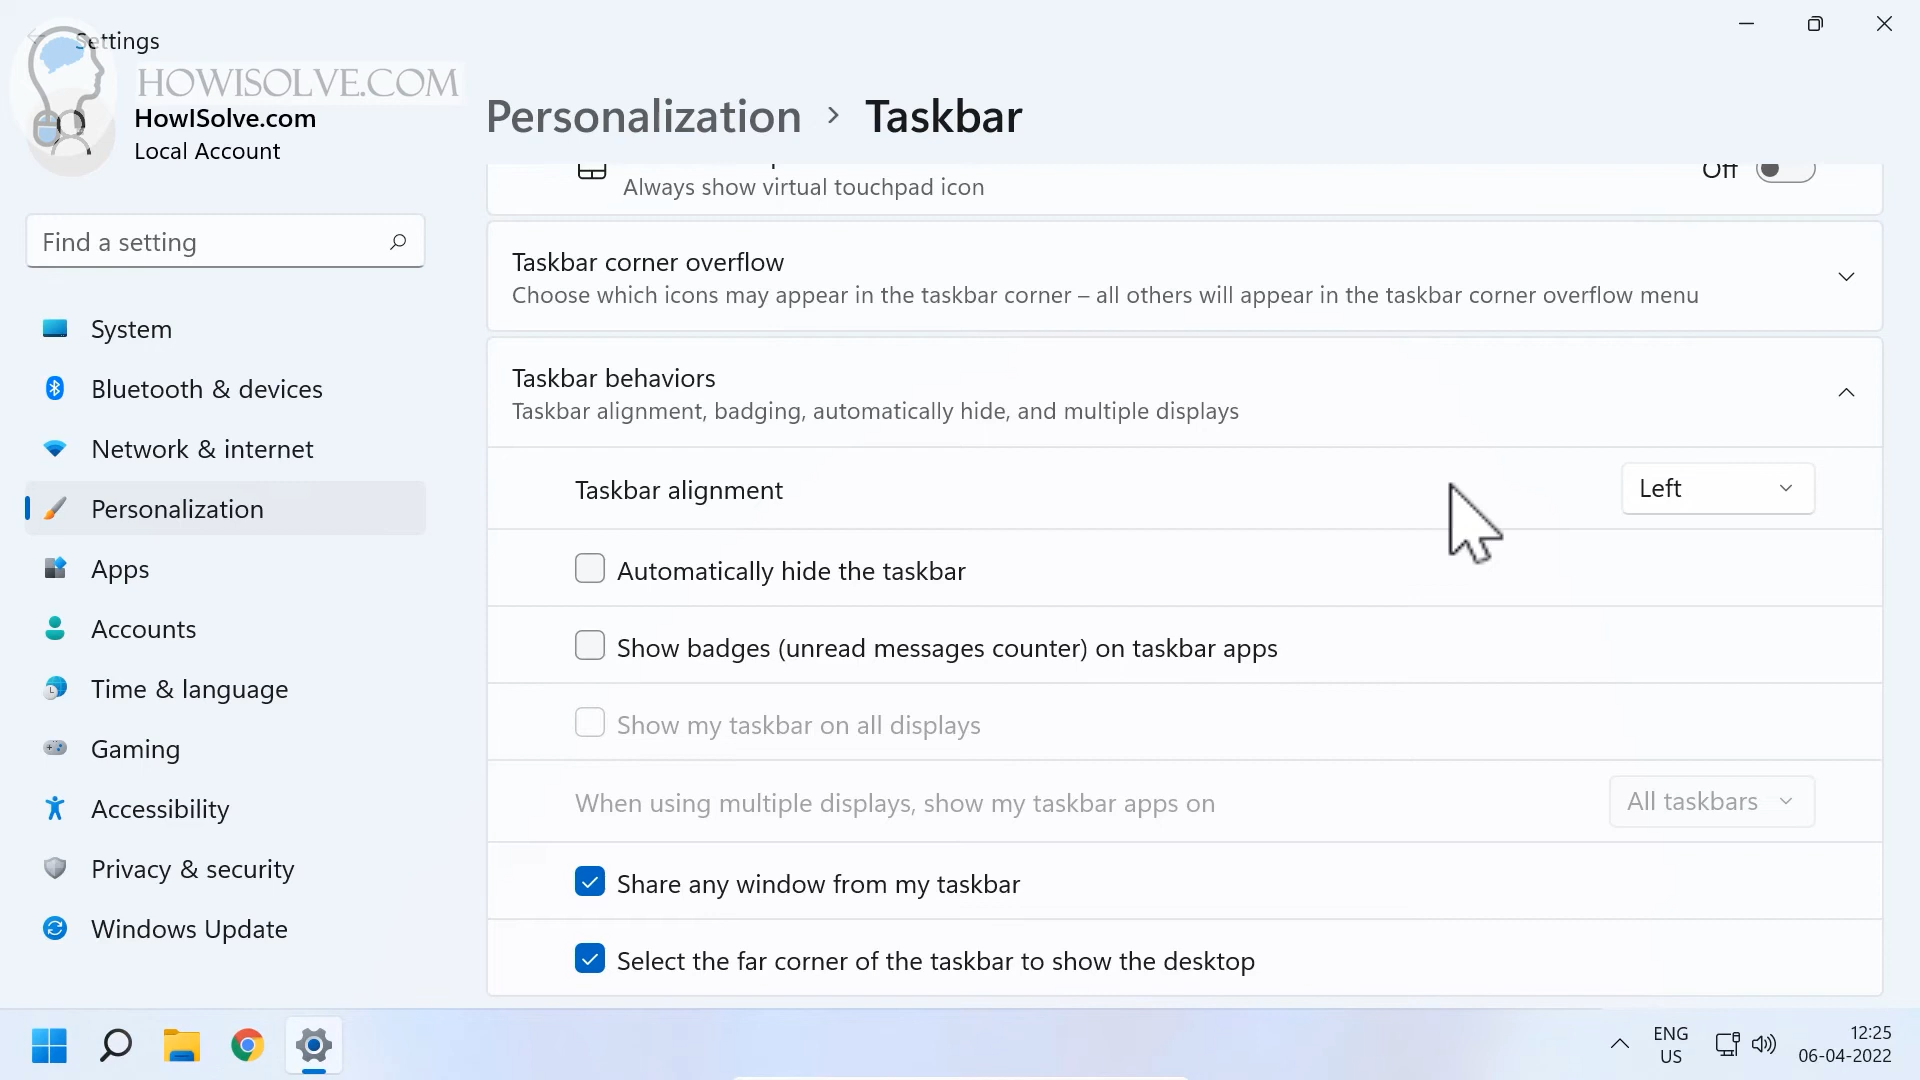 Settings
HOWISOLVE.COM
HowISolve.com
Local Account
Find a setting
System
Bluetooth & devices
Network & internet
Personalization
Apps
Accounts
Time & language
Gaming
Accessibility
Privacy & security
Windows Update
Personalization > Taskbar
Always show virtual touchpad icon
Off
Taskbar corner overflow
Choose which icons may appear in the taskbar corner – all others will appear in the taskbar corner overflow menu
Taskbar behaviors
Taskbar alignment, badging, automatically hide, and multiple displays
Taskbar alignment
Left
Automatically hide the taskbar
Show badges (unread messages counter) on taskbar apps
Show my taskbar on all displays
When using multiple displays, show my taskbar apps on
All taskbars
Share any window from my taskbar
Select the far corner of the taskbar to show the desktop
ENG
US
12:25
06-04-2022